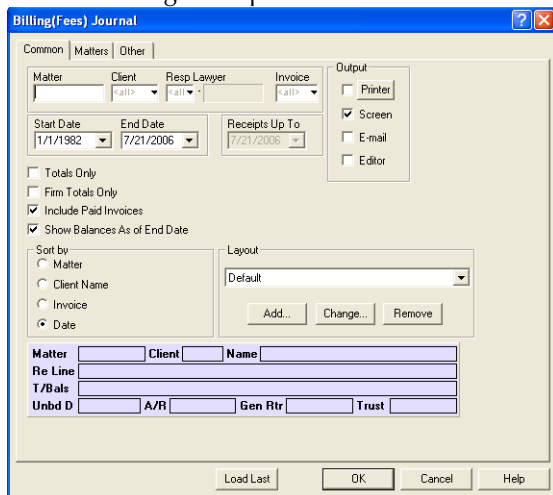 Billing(Fees) Journal
Common Matters Other
Matter Client Resp Lawyer Invoice
<all> <all> - <all>
Output
Printer
Screen
E-mail
Editor
Start Date End Date Receipts Up To
1/1/1982 7/21/2006 7/21/2006
Totals Only
Firm Totals Only
Include Paid Invoices
Show Balances As of End Date
Sort by
Matter
Client Name
Invoice
Date
Layout
Default
Add... Change... Remove
Matter Client Name
Re Line
T/Bals
Unbd D A/R Gen Rtr Trust
Load Last OK Cancel Help